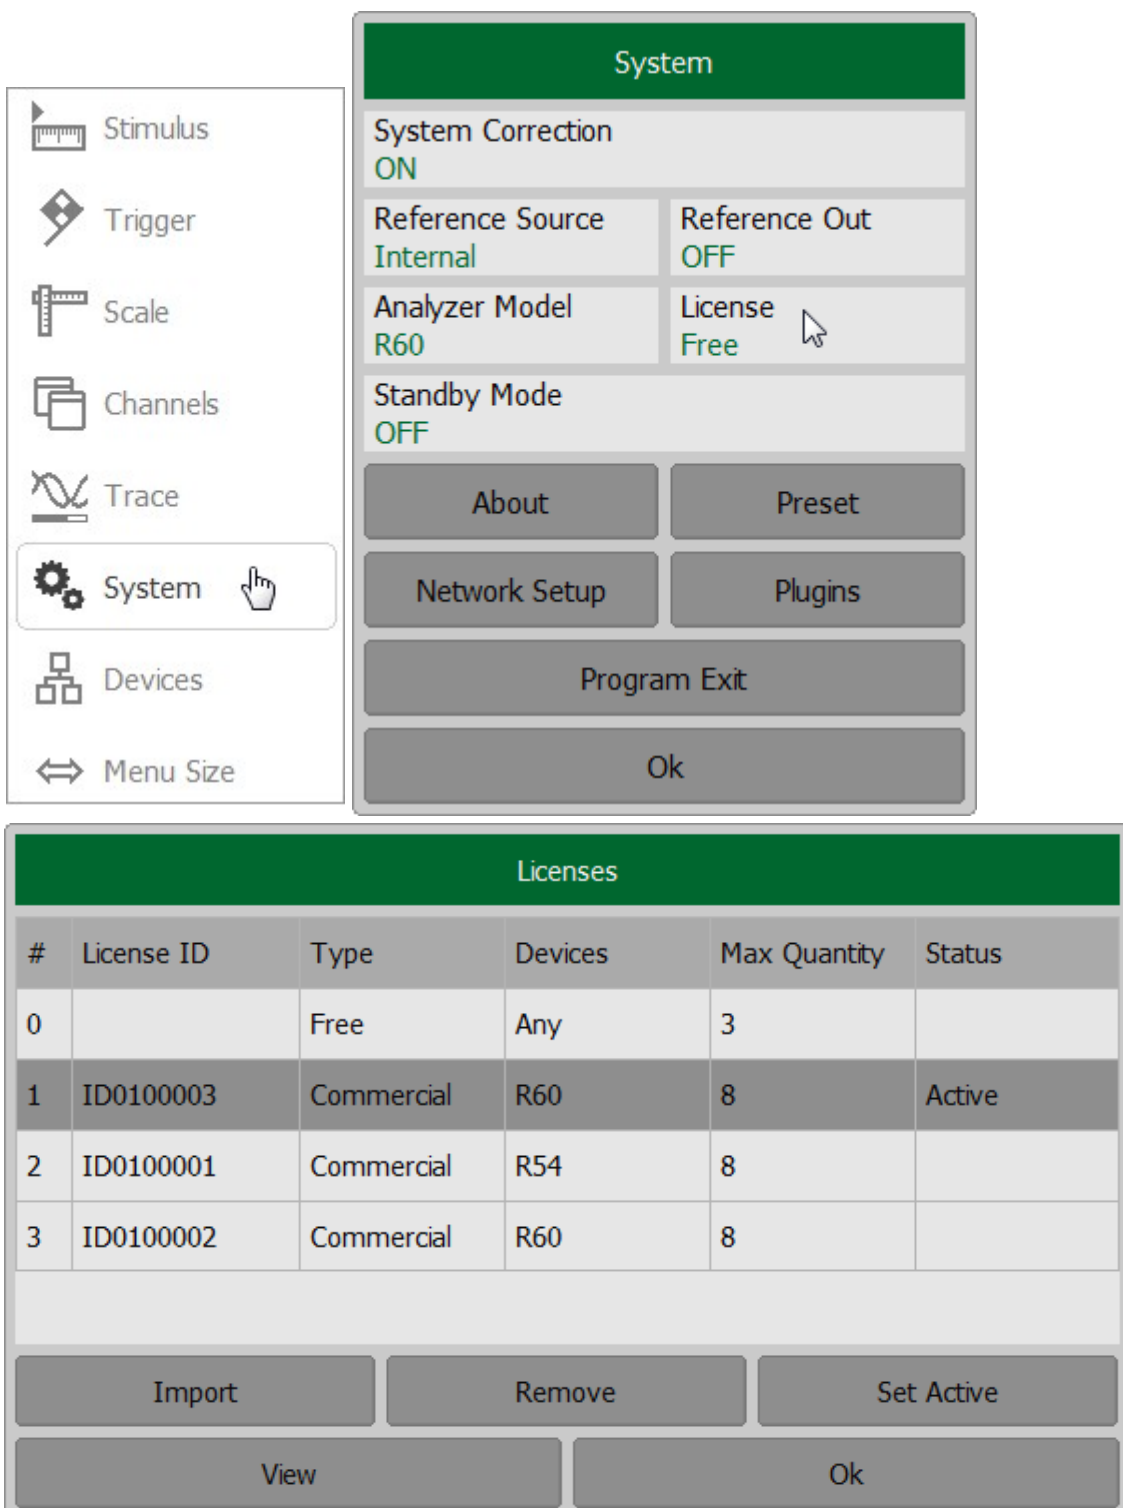 Stimulus
Trigger
Scale
Channels
Trace
System
Devices
Menu Size
System
System Correction
ON
Reference Source
Internal
Reference Out
OFF
Analyzer Model
R60
License
Free
Standby Mode
OFF
About
Preset
Network Setup
Plugins
Program Exit
Ok
Licenses
# License ID Type Devices Max Quantity Status
0 Free Any 3
1 ID0100003 Commercial R60 8 Active
2 ID0100001 Commercial R54 8
3 ID0100002 Commercial R60 8
Import Remove Set Active
View Ok